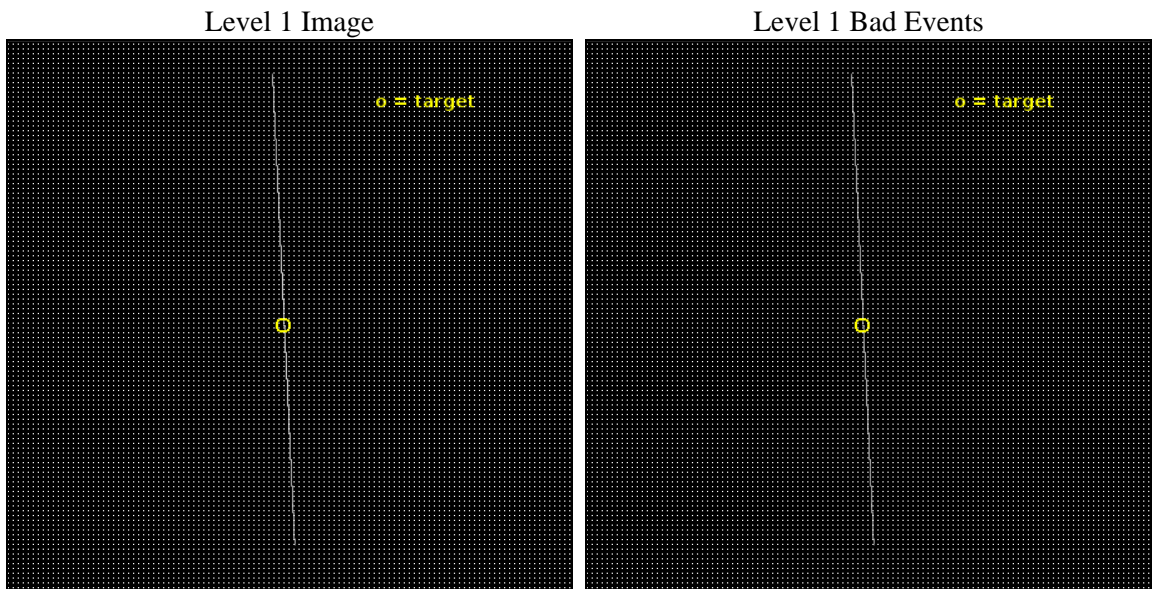 Level 1 Image
Level 1 Bad Events
o = target
o = target